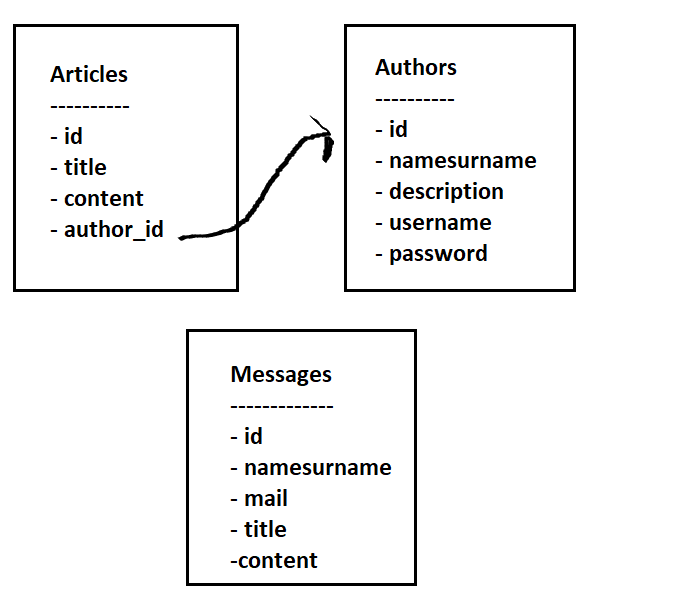 Articles
----------
- id
- title
- content
- author_id
Authors
----------
- id
- namesurname
- description
- username
- password
Messages
-------------
- id
- namesurname
- mail
- title
-content